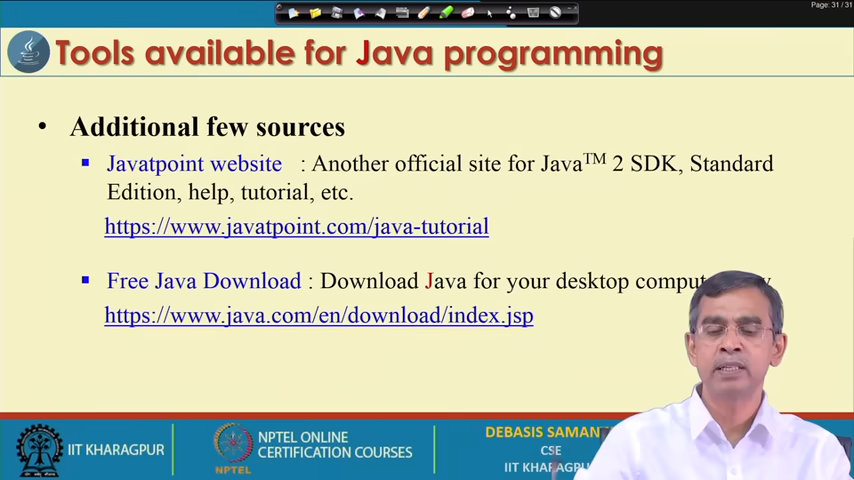 Page: 31 / 31
Tools available for Java programming
• Additional few sources
Javatpoint website : Another official site for Java™ 2 SDK, Standard
Edition, help, tutorial, etc.
https://www.javatpoint.com/java-tutorial
Free Java Download : Download Java for your desktop
https://www.java.com/en/download/index.jsp
IIT KHARAGPUR
NPTEL
NPTEL ONLINE
CERTIFICATION COURSES
DEBASIS
CSE
IIT